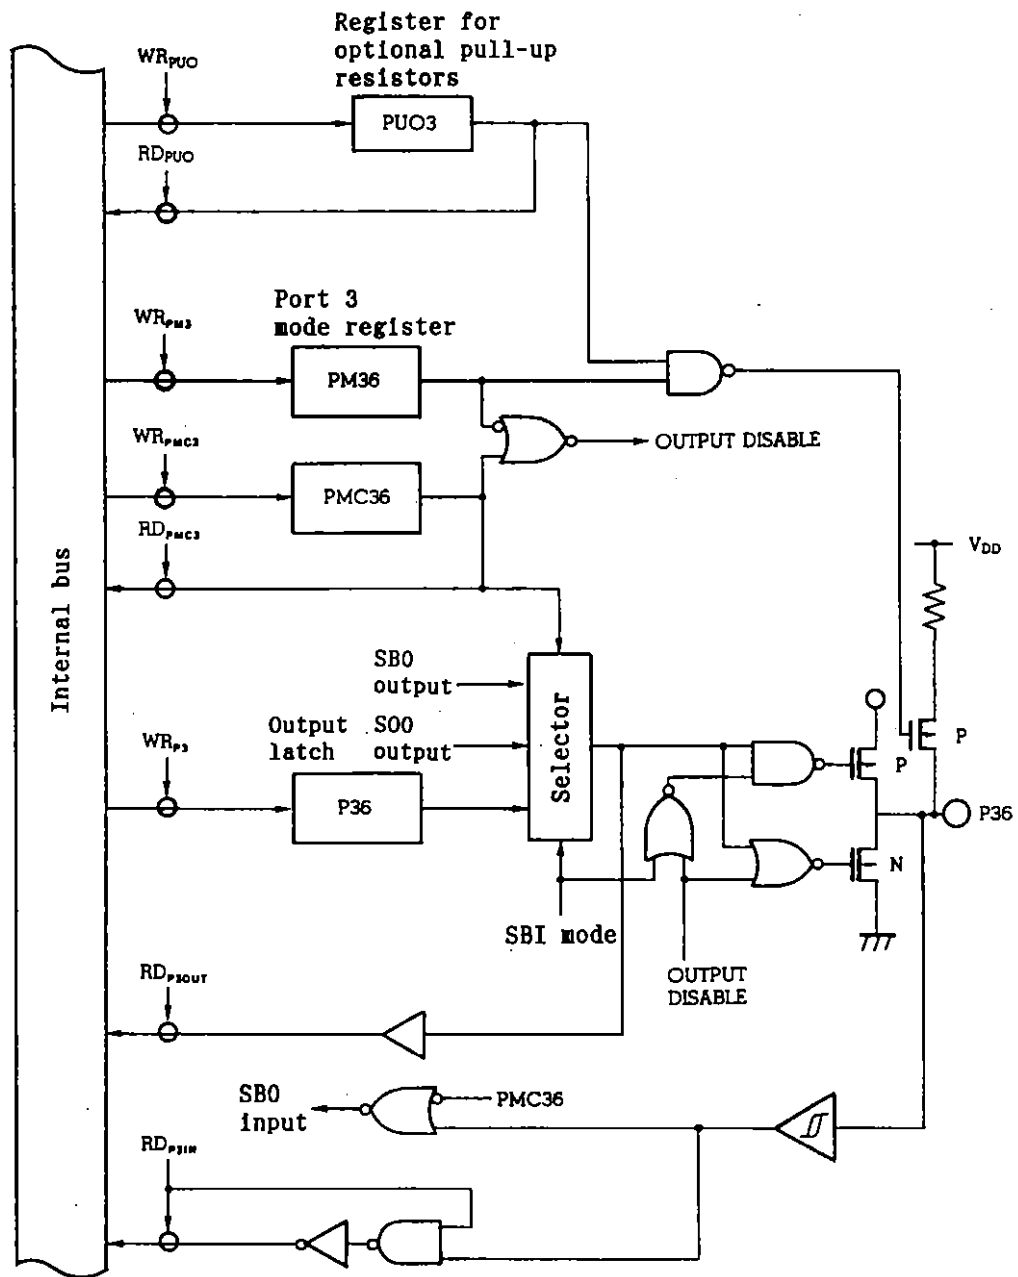 Register for
optional pull-up
resistors
WRPUO
PUO3
RDPUO
Port 3
mode register
WRPM3
PM36
WRPMC3
OUTPUT DISABLE
PMC36
RDPMC3
VDD
Internal bus
SB0
output
SO0
output
Output
latch
WRP3
P36
Selector
P
P
P36
N
SBI mode
OUTPUT
DISABLE
RDP3OUT
SB0
input
PMC36
RDP3IN